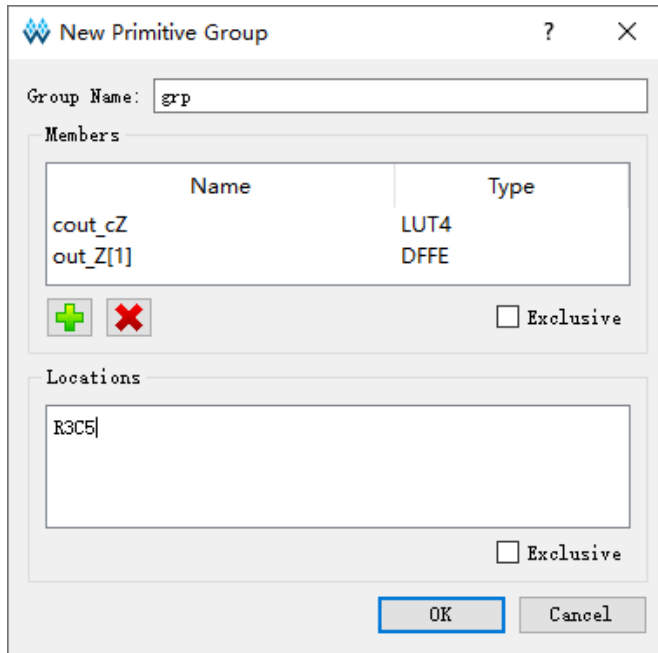 New Primitive Group ?
Group Name: grp
Members
Name Type
cout_cZ LUT4
out_Z[1] DFFE
Exclusive
Locations
R3C5
Exclusive
OK Cancel